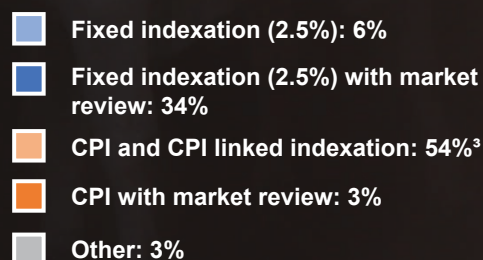 Fixed indexation (2.5%): 6%
Fixed indexation (2.5%) with market
review: 34%
CPI and CPI linked indexation: 54%³
CPI with market review: 3%
Other: 3%